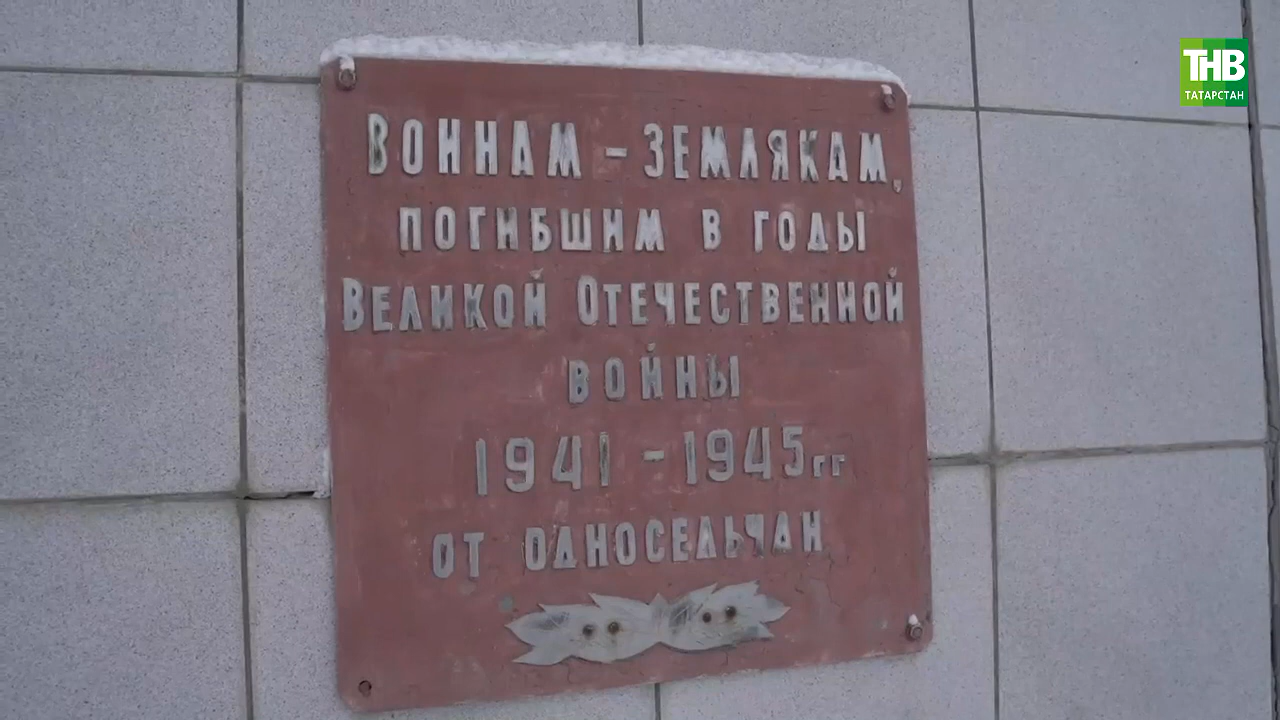 ТНВ
ТАТАРСТАН
ВОИНАМ - ЗЕМЛЯКАМ,
ПОГИБШИМ В ГОДЫ
ВЕЛИКОЙ ОТЕЧЕСТВЕННОЙ
ВОЙНЫ
1941 - 1945гг
ОТ ОДНОСЕЛЬЧАН